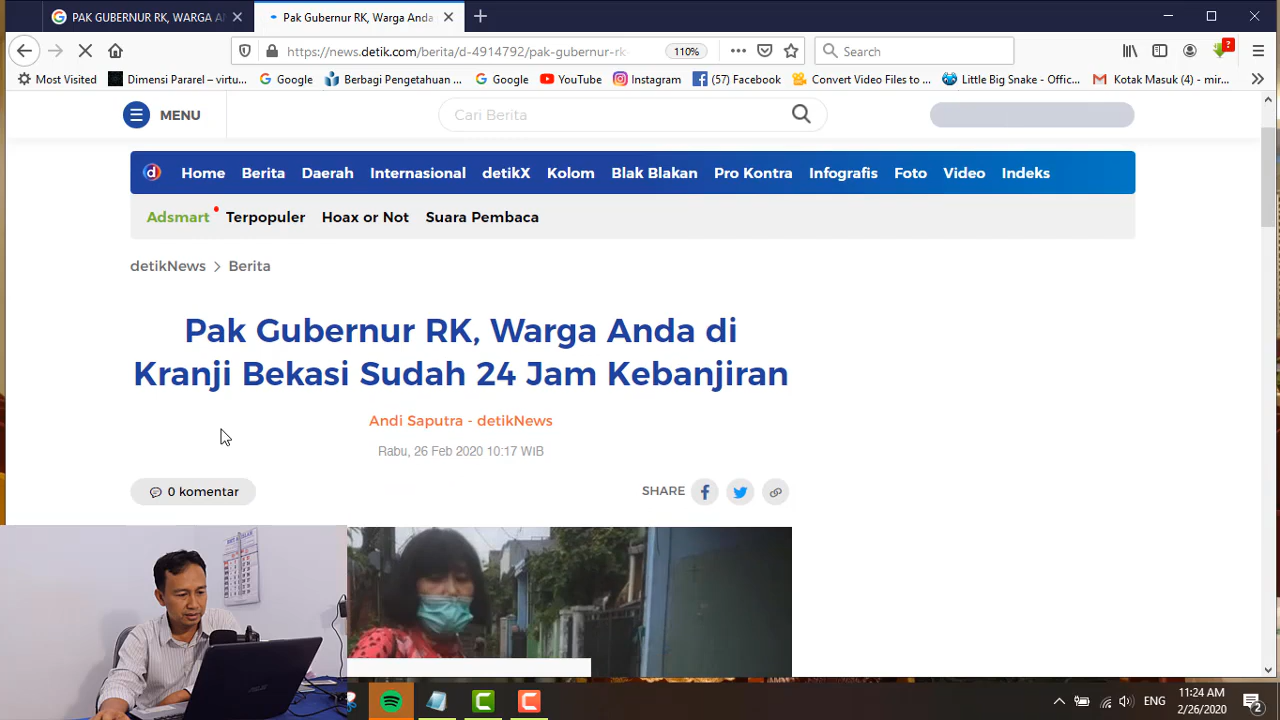 PAK GUBERNUR RK, WARGA AN
Pak Gubernur RK, Warga Anda
https://news.detik.com/berita/d-4914792/pak-gubernur-rk-
110%
Search
Most Visited
Dimensi Pararel – virtu...
Google
Berbagi Pengetahuan ...
Google
YouTube
Instagram
(57) Facebook
Convert Video Files to ...
Little Big Snake - Offic...
Kotak Masuk (4) - mir...
MENU
Cari Berita
Home Berita Daerah Internasional detikX Kolom Blak Blakan Pro Kontra Infografis Foto Video Indeks
Adsmart Terpopuler Hoax or Not Suara Pembaca
detikNews > Berita
Pak Gubernur RK, Warga Anda di
Kranji Bekasi Sudah 24 Jam Kebanjiran
Andi Saputra - detikNews
Rabu, 26 Feb 2020 10:17 WIB
0 komentar
SHARE
ASUS
ENG
11:24 AM
2/26/2020
2